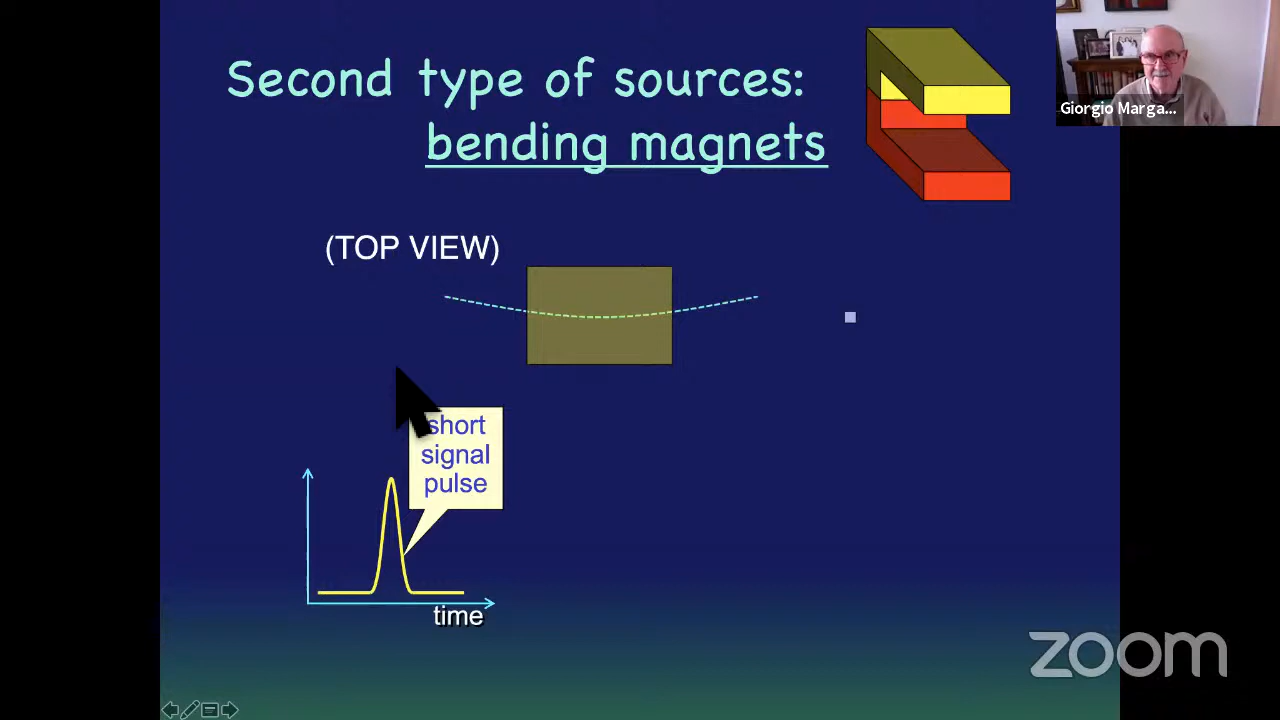 Second type of sources:
bending magnets
Giorgio Marga...
(TOP VIEW)
short
signal
pulse
time
zoom